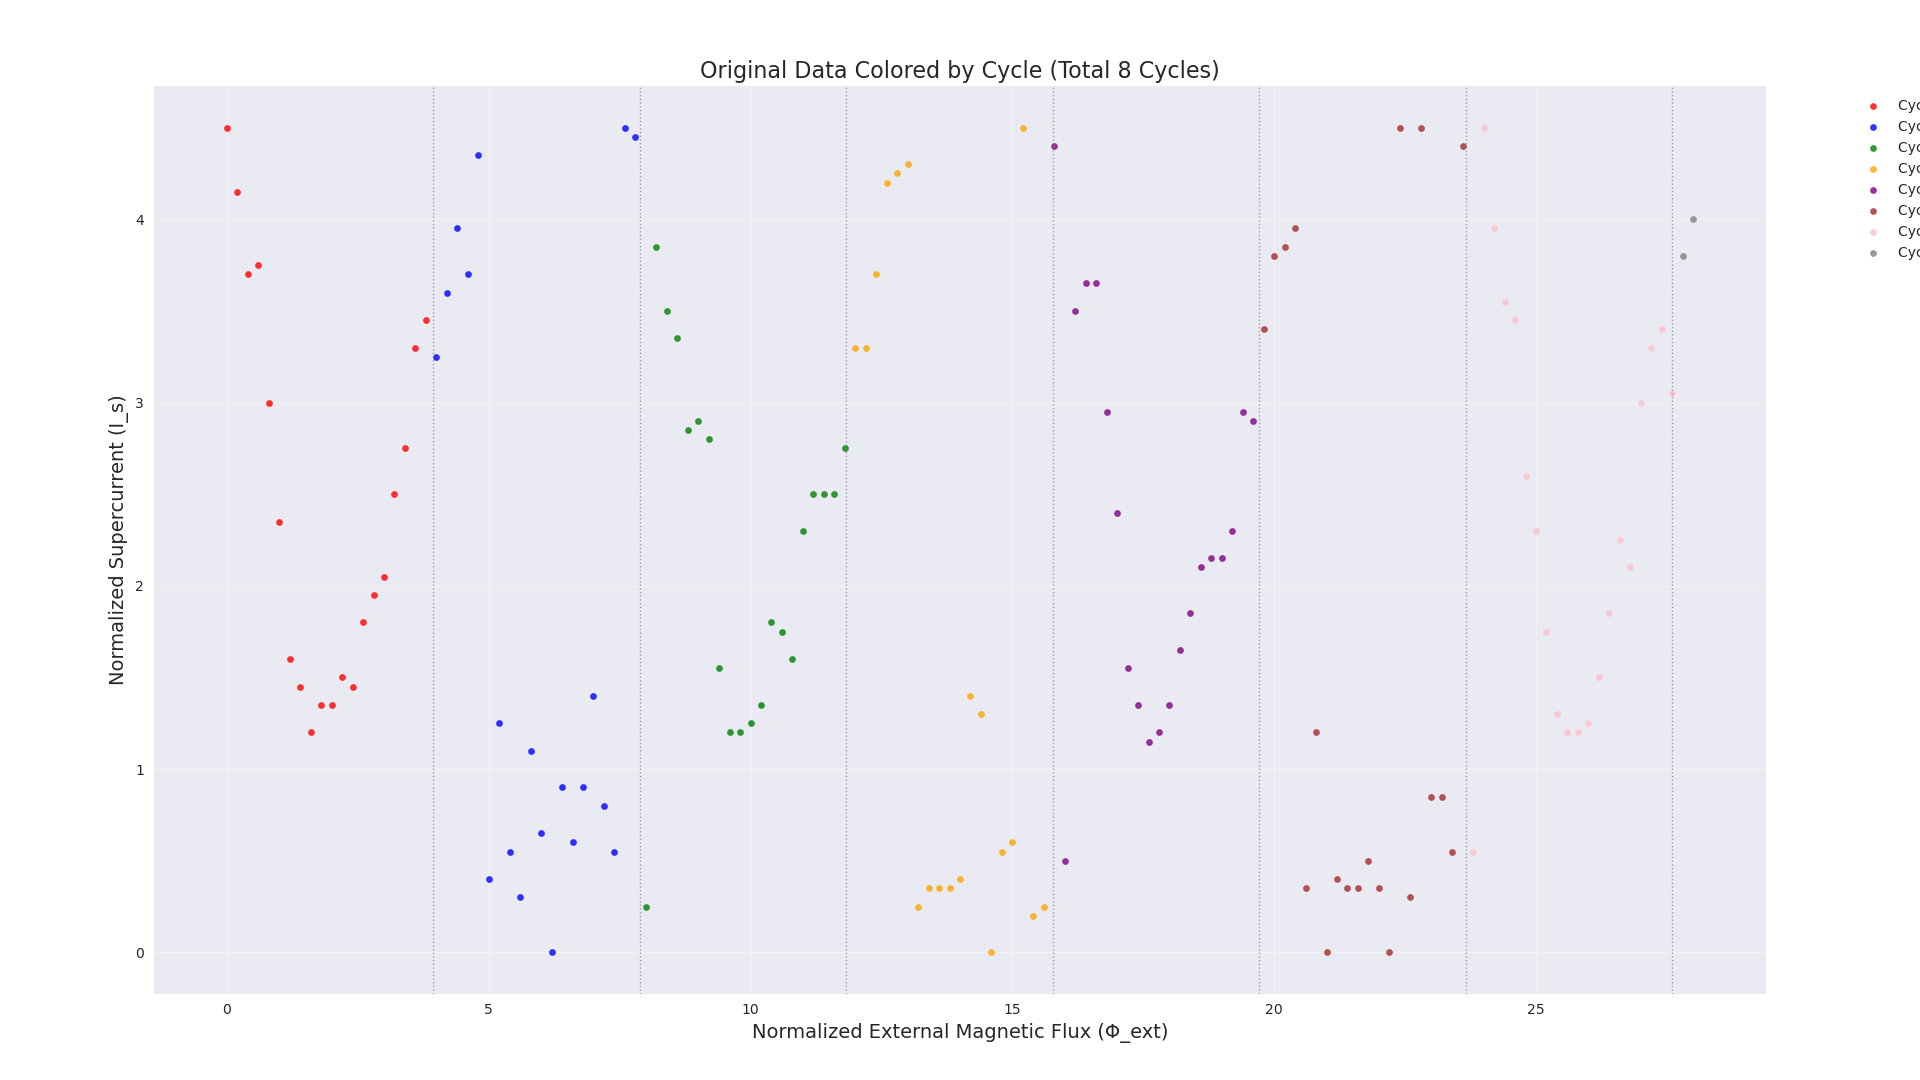 Original Data Colored by Cycle (Total 8 Cycles)
Normalized Supercurrent (I_s)
4
3
2
1
0
0
5
10
15
20
25
Normalized External Magnetic Flux (Φ_ext)
Cyc
Cyc
Cyc
Cyc
Cyc
Cyc
Cyc
Cyc